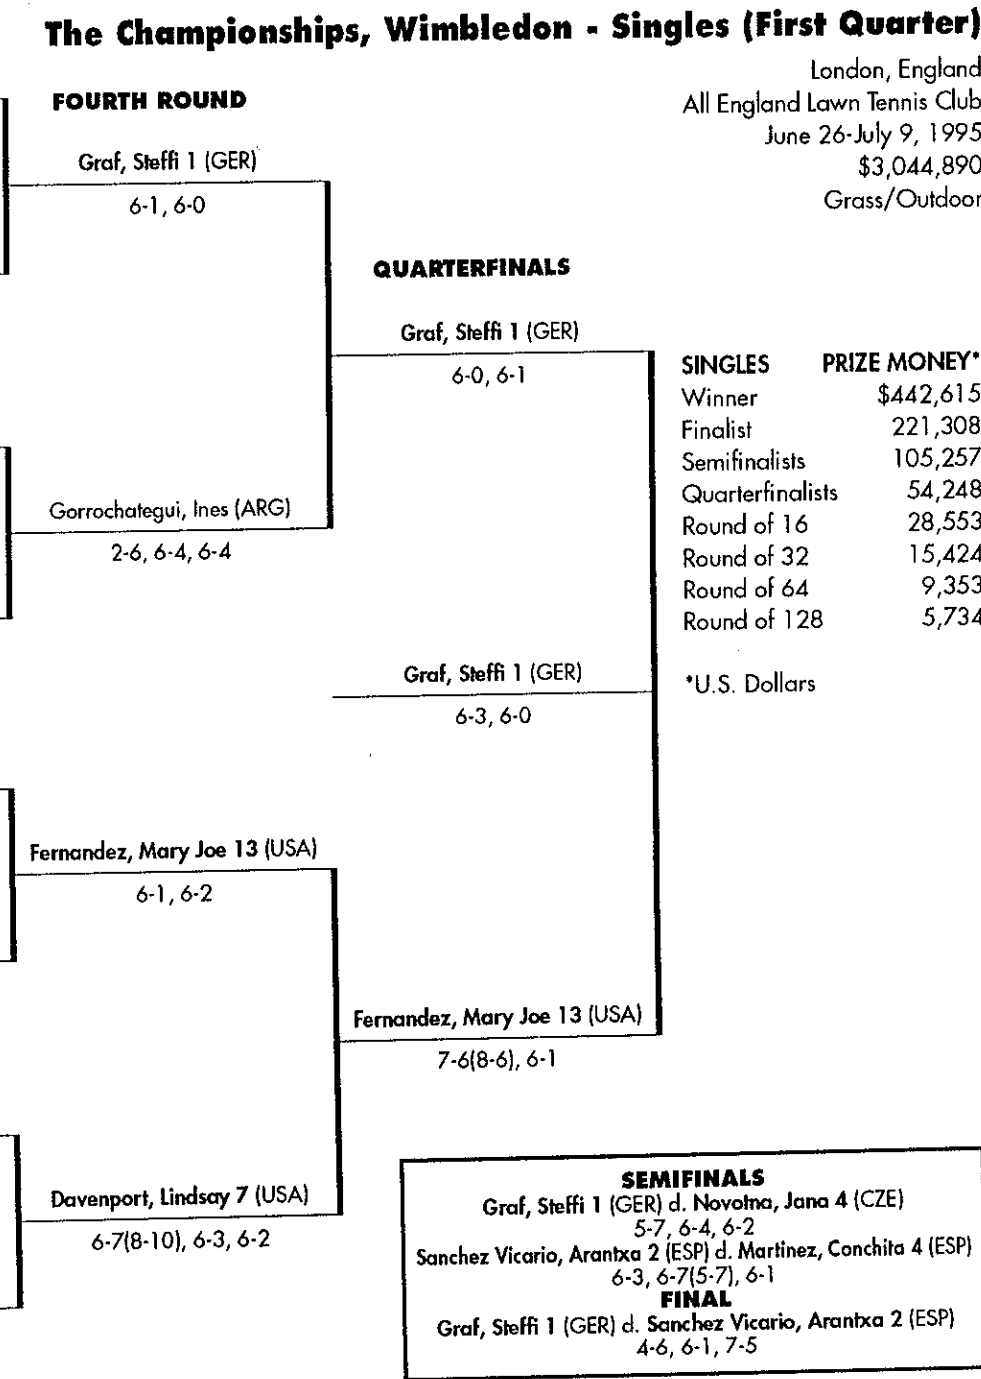 The Championships, Wimbledon - Singles (First Quarter)
London, England
All England Lawn Tennis Club
June 26-July 9, 1995
$3,044,890
Grass/Outdoor
FOURTH ROUND
Graf, Steffi 1 (GER)
6-1, 6-0
QUARTERFINALS
Graf, Steffi 1 (GER)
6-0, 6-1
Gorrochategui, Ines (ARG)
2-6, 6-4, 6-4
SINGLES PRIZE MONEY*
Winner $442,615
Finalist 221,308
Semifinalists 105,257
Quarterfinalists 54,248
Round of 16 28,553
Round of 32 15,424
Round of 64 9,353
Round of 128 5,734
*U.S. Dollars
Graf, Steffi 1 (GER)
6-3, 6-0
Fernandez, Mary Joe 13 (USA)
6-1, 6-2
Fernandez, Mary Joe 13 (USA)
7-6(8-6), 6-1
Davenport, Lindsay 7 (USA)
6-7(8-10), 6-3, 6-2
SEMIFINALS
Graf, Steffi 1 (GER) d. Novotna, Jana 4 (CZE)
5-7, 6-4, 6-2
Sanchez Vicario, Arantxa 2 (ESP) d. Martinez, Conchita 4 (ESP)
6-3, 6-7(5-7), 6-1
FINAL
Graf, Steffi 1 (GER) d. Sanchez Vicario, Arantxa 2 (ESP)
4-6, 6-1, 7-5